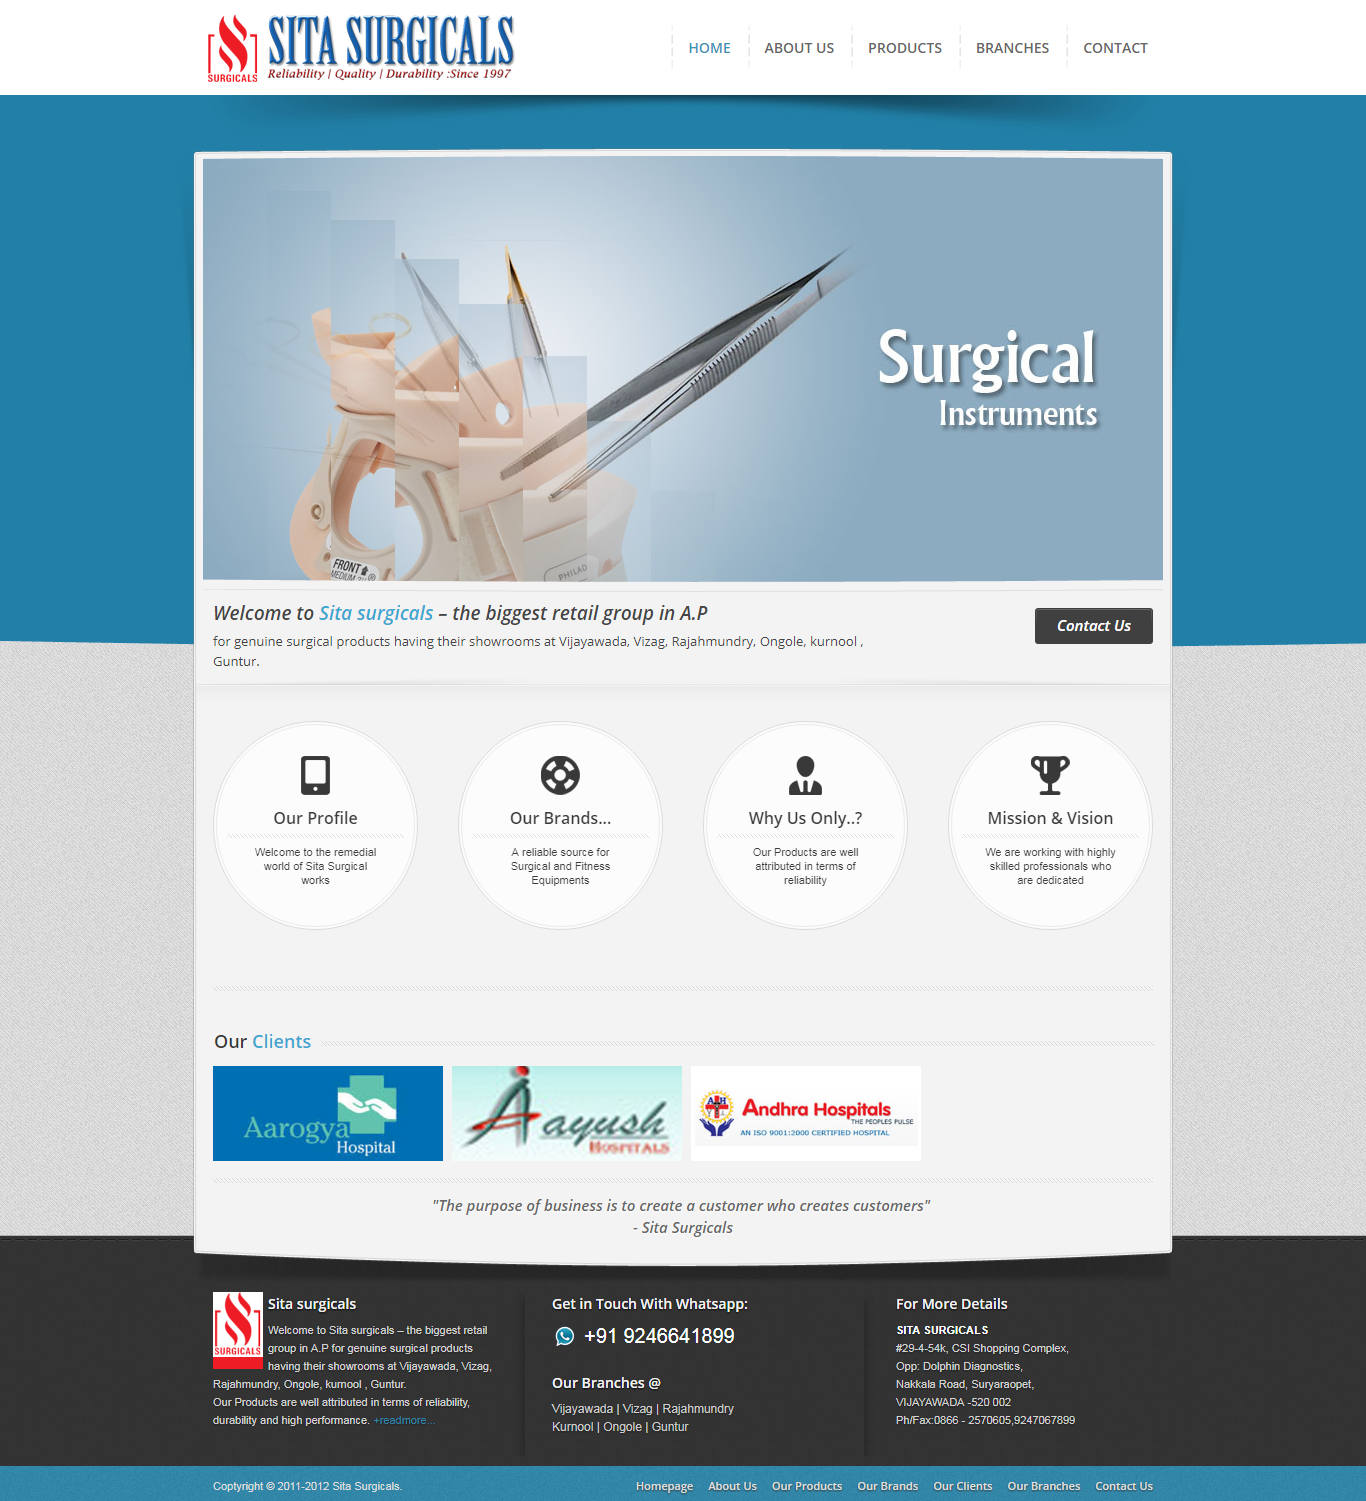 SURGICALS
SITA SURGICALS
Reliability | Quality | Durability :Since 1997
HOME
ABOUT US
PRODUCTS
BRANCHES
CONTACT
Surgical
Instruments
FRONT
PHILAD
Welcome to Sita surgicals – the biggest retail group in A.P
for genuine surgical products having their showrooms at Vijayawada, Vizag, Rajahmundry, Ongole, kurnool ,
Guntur.
Contact Us
Our Profile
Welcome to the remedial
world of Sita Surgical
works
Our Brands...
A reliable source for
Surgical and Fitness
Equipments
Why Us Only..?
Our Products are well
attributed in terms of
reliability
Mission & Vision
We are working with highly
skilled professionals who
are dedicated
Our Clients
Aarogya
Hospital
Aayush
HOSPITALS
AH
Andhra Hospitals
THE PEOPLES PULSE
AN ISO 9001:2000 CERTIFIED HOSPITAL
"The purpose of business is to create a customer who creates customers"
- Sita Surgicals
SURGICALS
Sita surgicals
Welcome to Sita surgicals – the biggest retail
group in A.P for genuine surgical products
having their showrooms at Vijayawada, Vizag,
Rajahmundry, Ongole, kurnool , Guntur.
Our Products are well attributed in terms of reliability,
durability and high performance. +readmore...
Get in Touch With Whatsapp:
+91 9246641899
Our Branches @
Vijayawada | Vizag | Rajahmundry
Kurnool | Ongole | Guntur
For More Details
SITA SURGICALS
#29-4-54k, CSI Shopping Complex,
Opp: Dolphin Diagnostics,
Nakkala Road, Suryaraopet,
VIJAYAWADA -520 002
Ph/Fax:0866 - 2570605,9247067899
Coptyright © 2011-2012 Sita Surgicals.
Homepage
About Us
Our Products
Our Brands
Our Clients
Our Branches
Contact Us